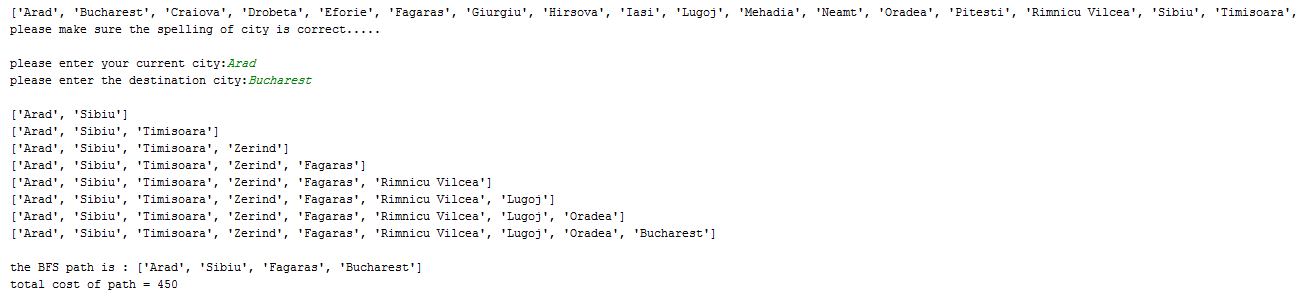 ['Arad', 'Bucharest', 'Craiova', 'Drobeta', 'Eforie', 'Fagaras', 'Giurgiu', 'Hirsova', 'Iasi', 'Lugoj', 'Mehadia', 'Neamt', 'Oradea', 'Pitesti', 'Rimnicu Vilcea', 'Sibiu', 'Timisoara',
please make sure the spelling of city is correct.....
please enter your current city:Arad
please enter the destination city:Bucharest
['Arad', 'Sibiu']
['Arad', 'Sibiu', 'Timisoara']
['Arad', 'Sibiu', 'Timisoara', 'Zerind']
['Arad', 'Sibiu', 'Timisoara', 'Zerind', 'Fagaras']
['Arad', 'Sibiu', 'Timisoara', 'Zerind', 'Fagaras', 'Rimnicu Vilcea']
['Arad', 'Sibiu', 'Timisoara', 'Zerind', 'Fagaras', 'Rimnicu Vilcea', 'Lugoj']
['Arad', 'Sibiu', 'Timisoara', 'Zerind', 'Fagaras', 'Rimnicu Vilcea', 'Lugoj', 'Oradea']
['Arad', 'Sibiu', 'Timisoara', 'Zerind', 'Fagaras', 'Rimnicu Vilcea', 'Lugoj', 'Oradea', 'Bucharest']
the BFS path is : ['Arad', 'Sibiu', 'Fagaras', 'Bucharest']
total cost of path = 450